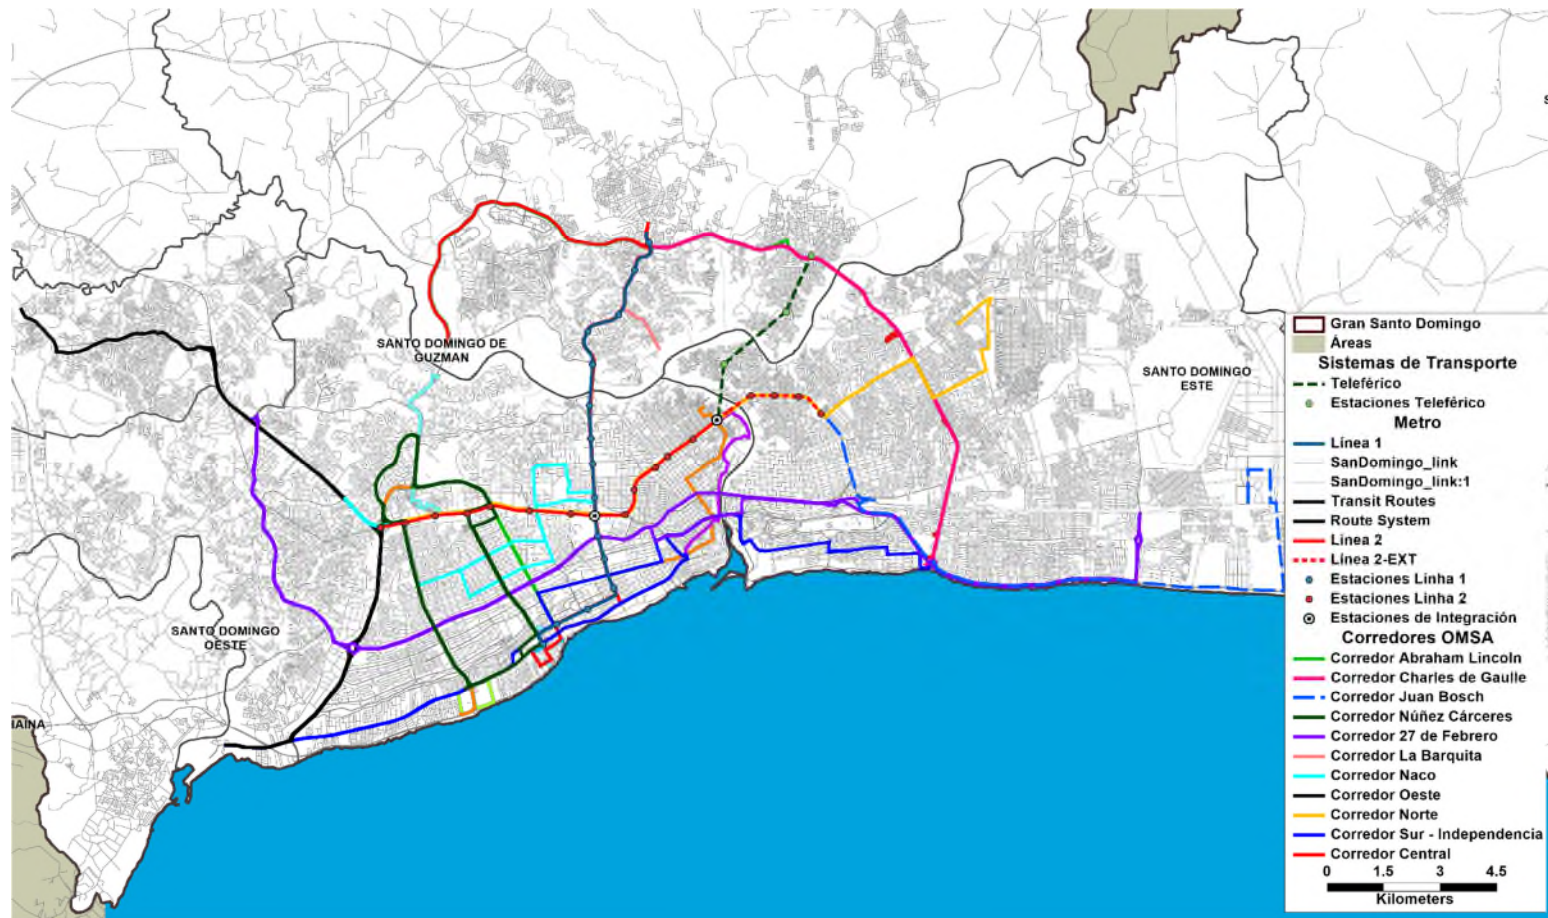 SANTO DOMINGO DE
GUZMAN
SANTO DOMINGO
ESTE
SANTO DOMINGO
OESTE
IAINA
S
Gran Santo Domingo
Áreas
Sistemas de Transporte
Teleférico
Estaciones Teleférico
Metro
Línea 1
SanDomingo_link
SanDomingo_link:1
Transit Routes
Route System
Linea 2
Línea 2-EXT
Estaciones Linha 1
Estaciones Linha 2
Estaciones de Integración
Corredores OMSA
Corredor Abraham Lincoln
Corredor Charles de Gaulle
Corredor Juan Bosch
Corredor Núñez Cárceres
Corredor 27 de Febrero
Corredor La Barquita
Corredor Naco
Corredor Oeste
Corredor Norte
Corredor Sur - Independencia
Corredor Central
0 1.5 3 4.5
Kilometers